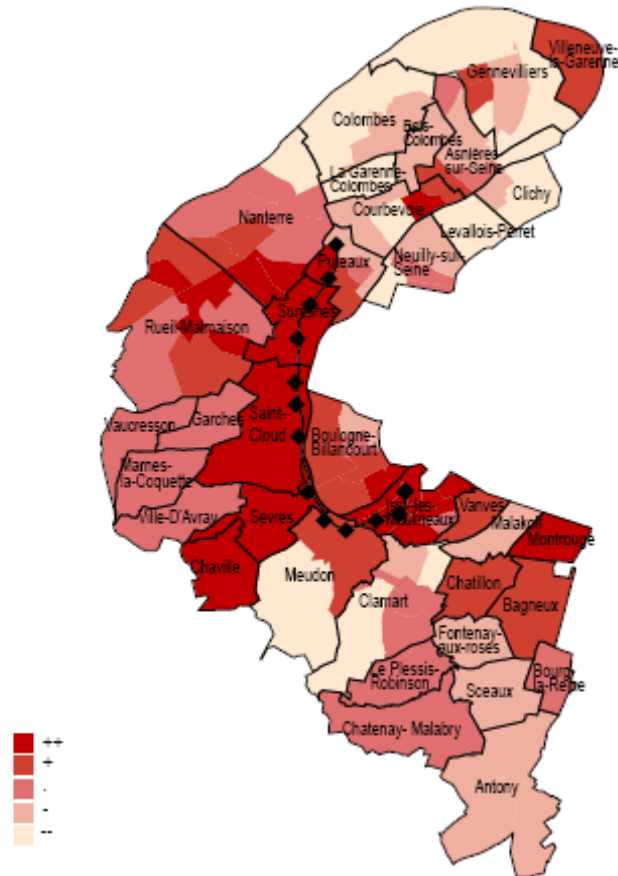 Villeneuve-
la-Garenne
Gennevilliers
Colombes
Bois-
Colombes
Asnières
sur-Seine
La Garenne-
Colombes
Clichy
Courbevoie
Nanterre
Levallois-Perret
Neuilly-sur-
Seine
Puteaux
Suresnes
Rueil-Malmaison
Garches
Saint-
Cloud
Vaucresson
Boulogne-
Billancourt
Marnes-
la-Coquette
Ville-D'Avray
Sevres
Issy-les-
Moulineaux
Vanves
Malakoff
Montrouge
Chaville
Meudon
Clamart
Chatillon
Bagneux
Fontenay-
aux-roses
Le Plessis-
Robinson
Sceaux
Bourg-
la-Reine
Chatenay- Malabry
Antony
++
+
.
-
--